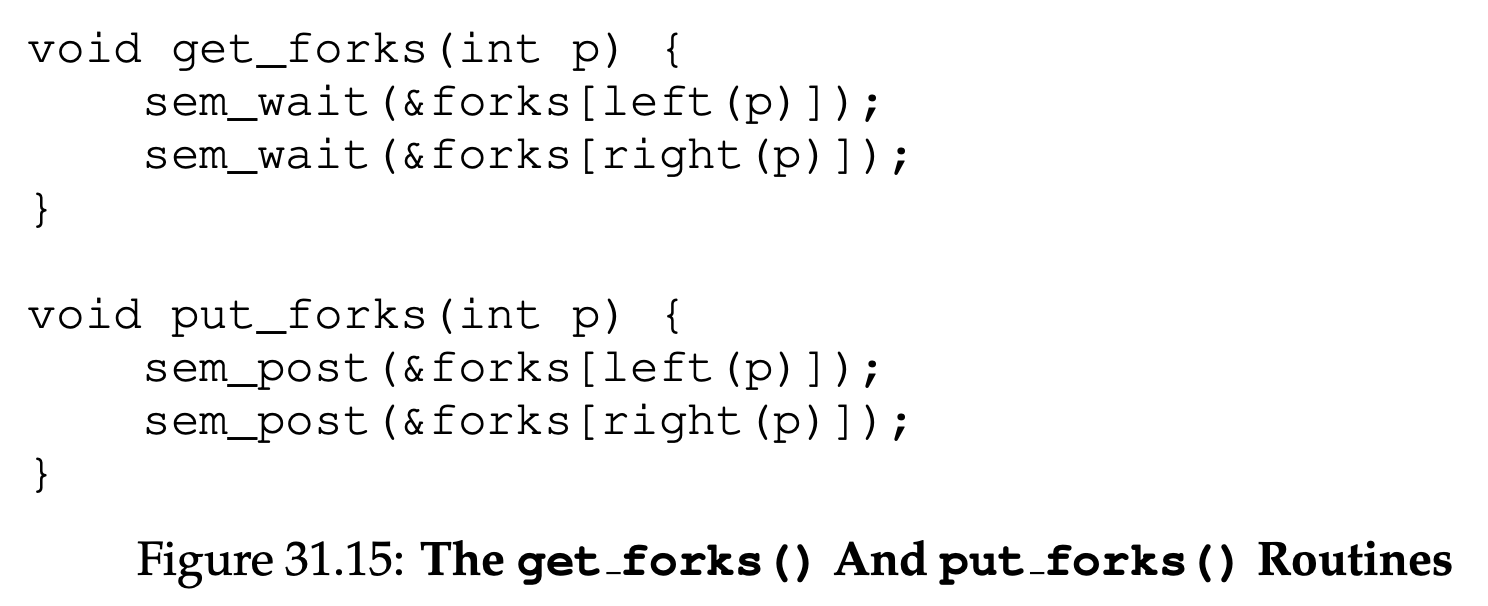 void get_forks(int p) {
    sem_wait(&forks[left(p)]);
    sem_wait(&forks[right(p)]);
}

void put_forks(int p) {
    sem_post(&forks[left(p)]);
    sem_post(&forks[right(p)]);
}
Figure 31.15: The get_forks() And put_forks() Routines